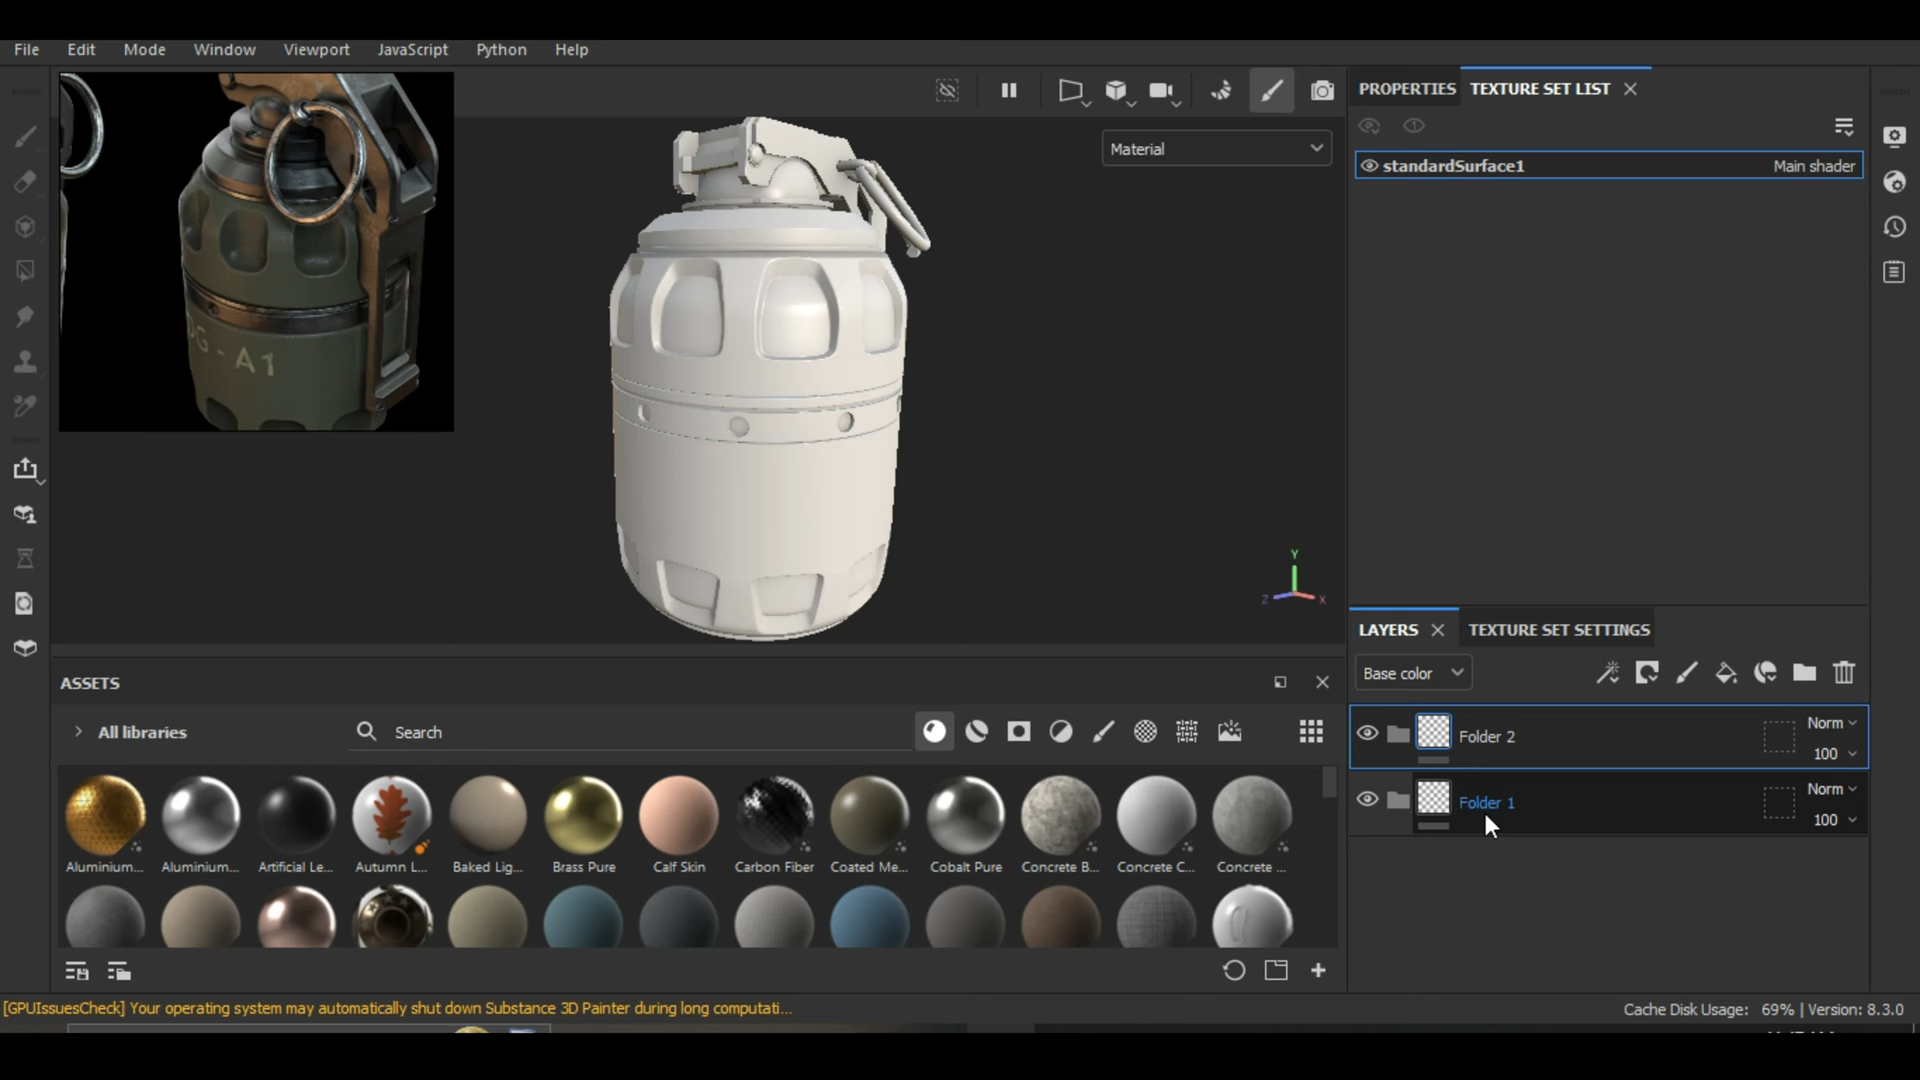 File Edit Mode Window Viewport JavaScript Python Help
PROPERTIES TEXTURE SET LIST
Material
standardSurface1 Main shader
DG - A1
Y
Z X
LAYERS TEXTURE SET SETTINGS
Base color
ASSETS
All libraries Search
Folder 2 Norm
100
Folder 1 Norm
100
Aluminium... Aluminium... Artificial Le... Autumn L... Baked Lig... Brass Pure Calf Skin Carbon Fiber Coated Me... Cobalt Pure Concrete B... Concrete C... Concrete ...
[GPUIssuesCheck] Your operating system may automatically shut down Substance 3D Painter during long computati...
Cache Disk Usage: 69% | Version: 8.3.0